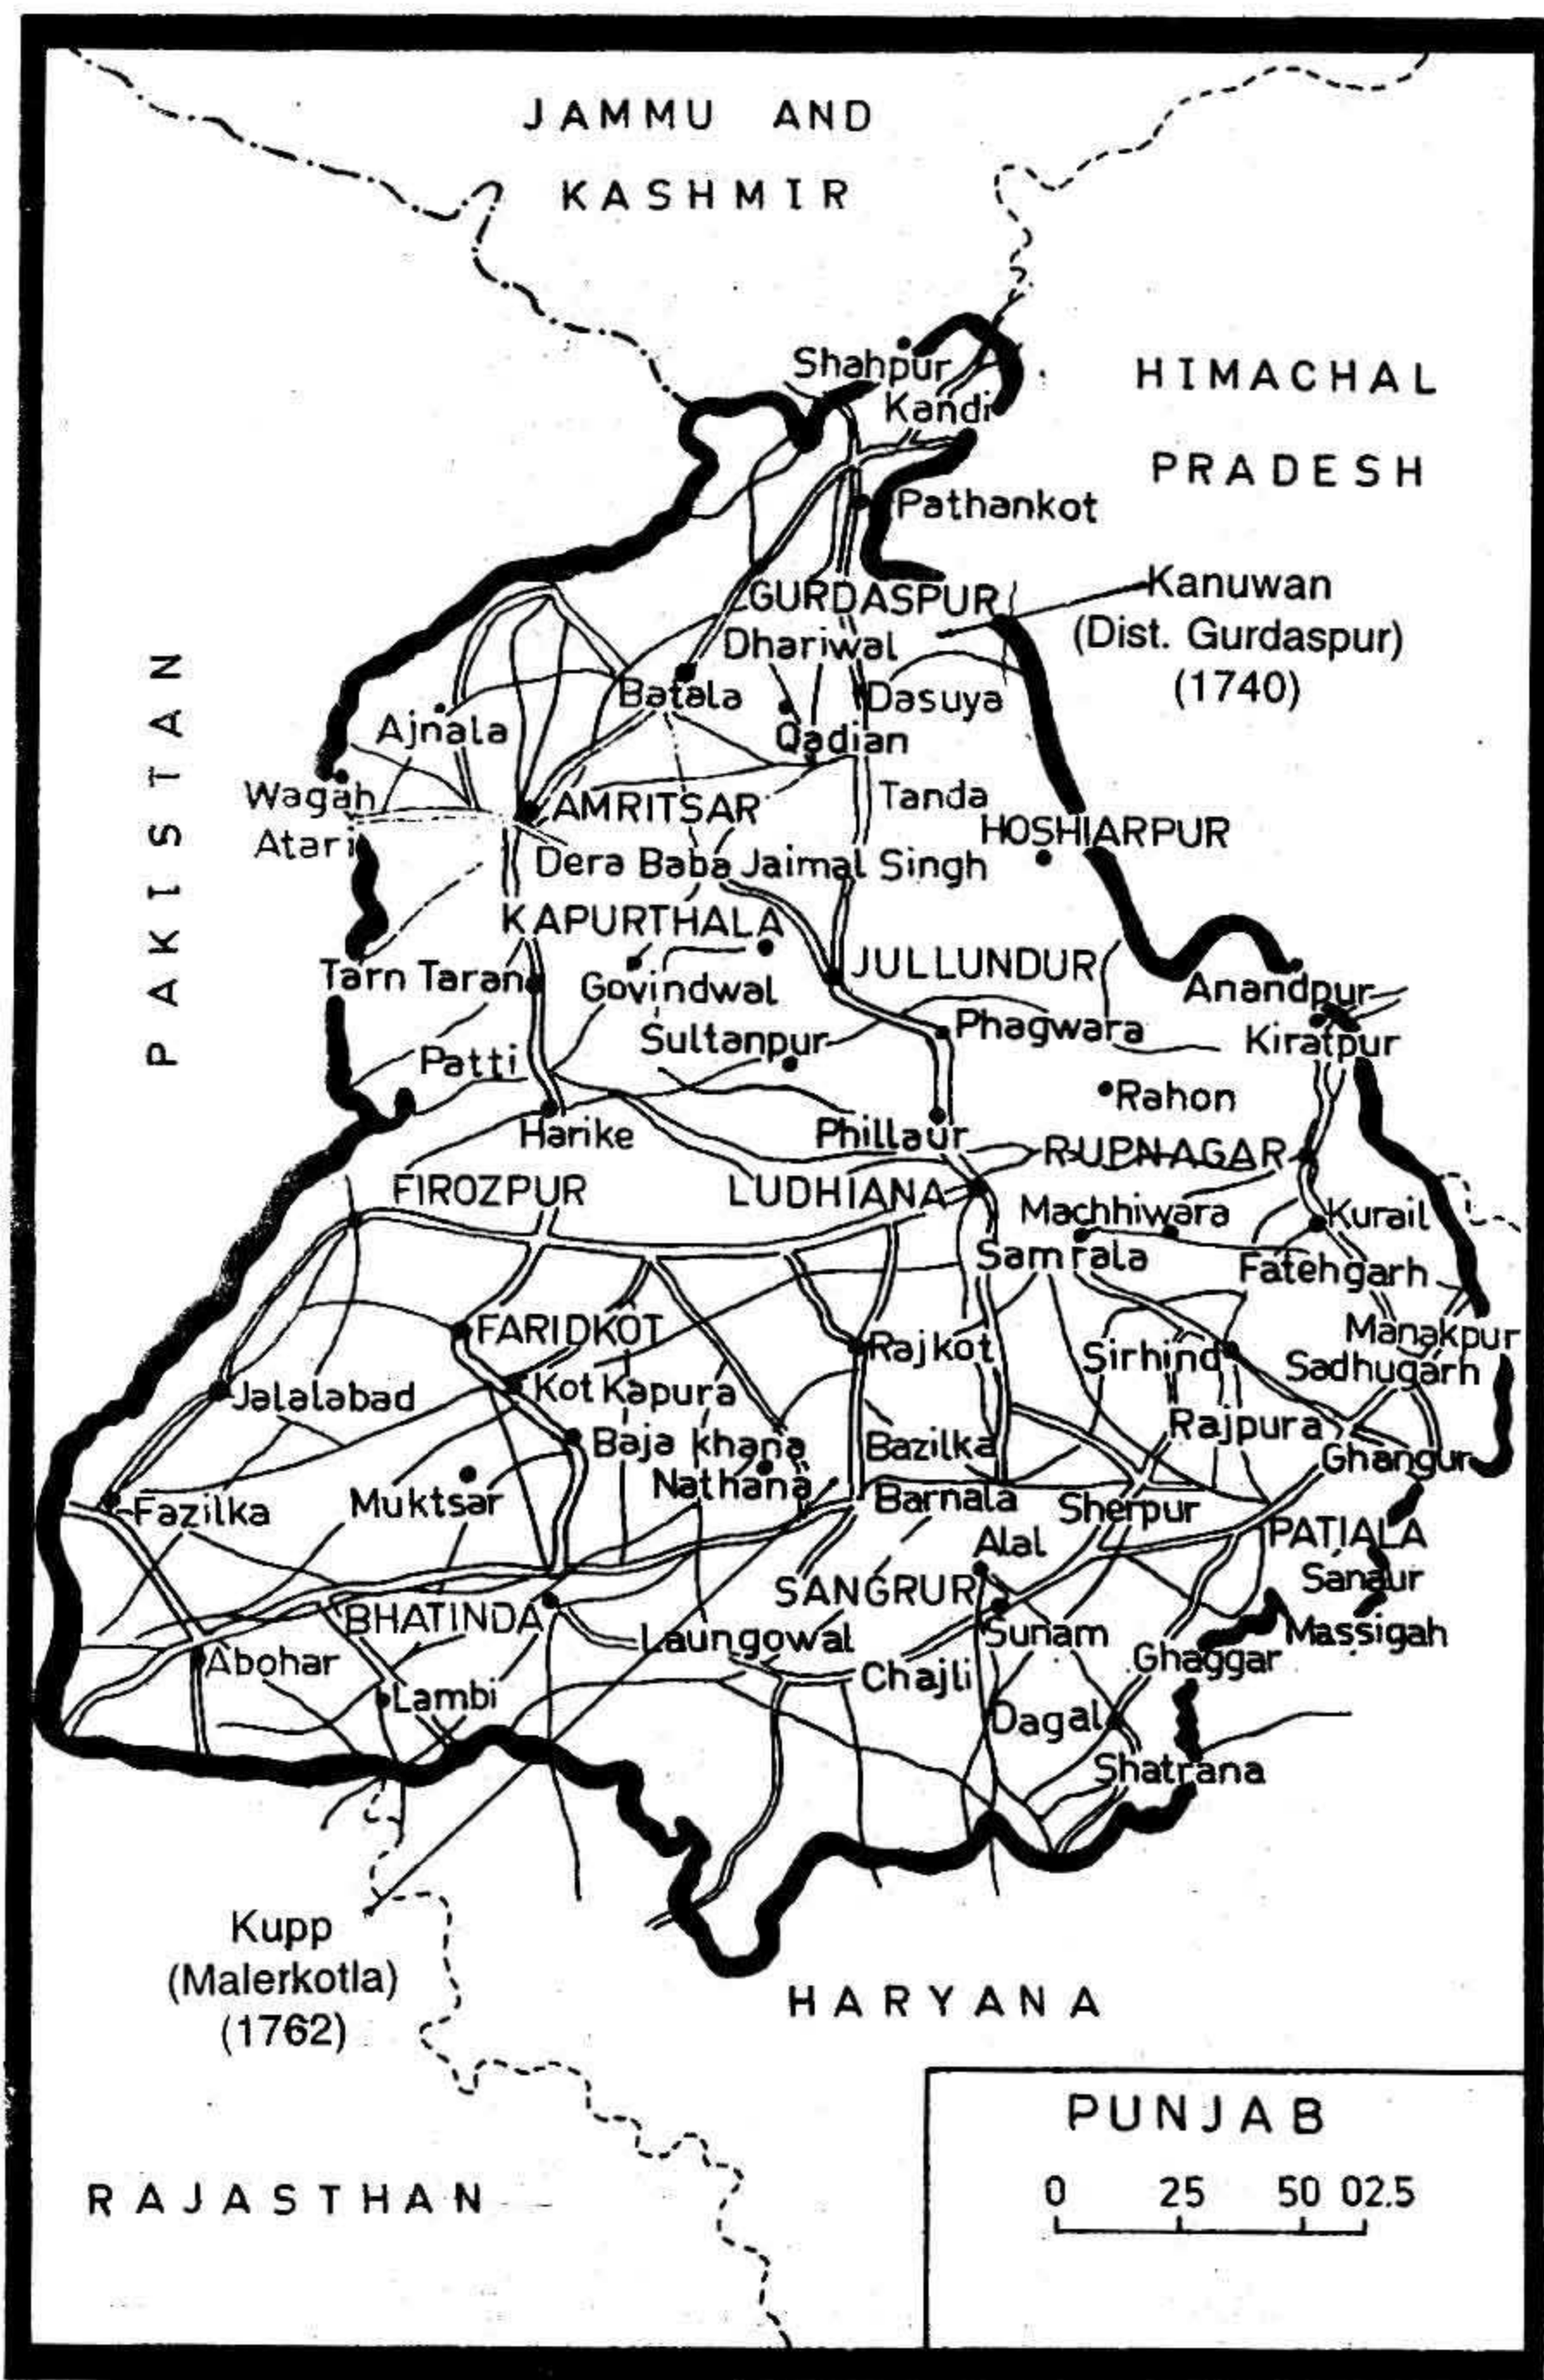 JAMMU AND
KASHMIR
HIMACHAL
PRADESH
PAKISTAN
Shahpur
Kandi
Pathankot
GURDASPUR
Kanuwan
(Dist. Gurdaspur)
(1740)
Dhariwal
Batala
Dasuya
Ajnala
Qadian
Wagah
Atari
AMRITSAR
Tanda
HOSHIARPUR
Dera Baba Jaimal Singh
KAPURTHALA
JULLUNDUR
Tarn Taran
Govindwal
Anandpur
Sultanpur
Phagwara
Kiratpur
Patti
Rahon
Harike
Phillaur
RUPNAGAR
FIROZPUR
LUDHIANA
Machhiwara
Kurail
Samrala
Fatehgarh
FARIDKOT
Rajkot
Manakpur
Sirhind
Sadhugarh
Jalalabad
Kot Kapura
Rajpura
Baja khana
Bazilka
Ghangur
Nathana
Fazilka
Muktsar
Barnala
Sherpur
PATIALA
Alal
Sanaur
SANGRUR
BHATINDA
Laungowal
Sunam
Massigah
Abohar
Chajli
Ghaggar
Lambi
Dagal
Shatrana
Kupp
(Malerkotla)
(1762)
HARYANA
RAJASTHAN
PUNJAB
0 25 50 02.5